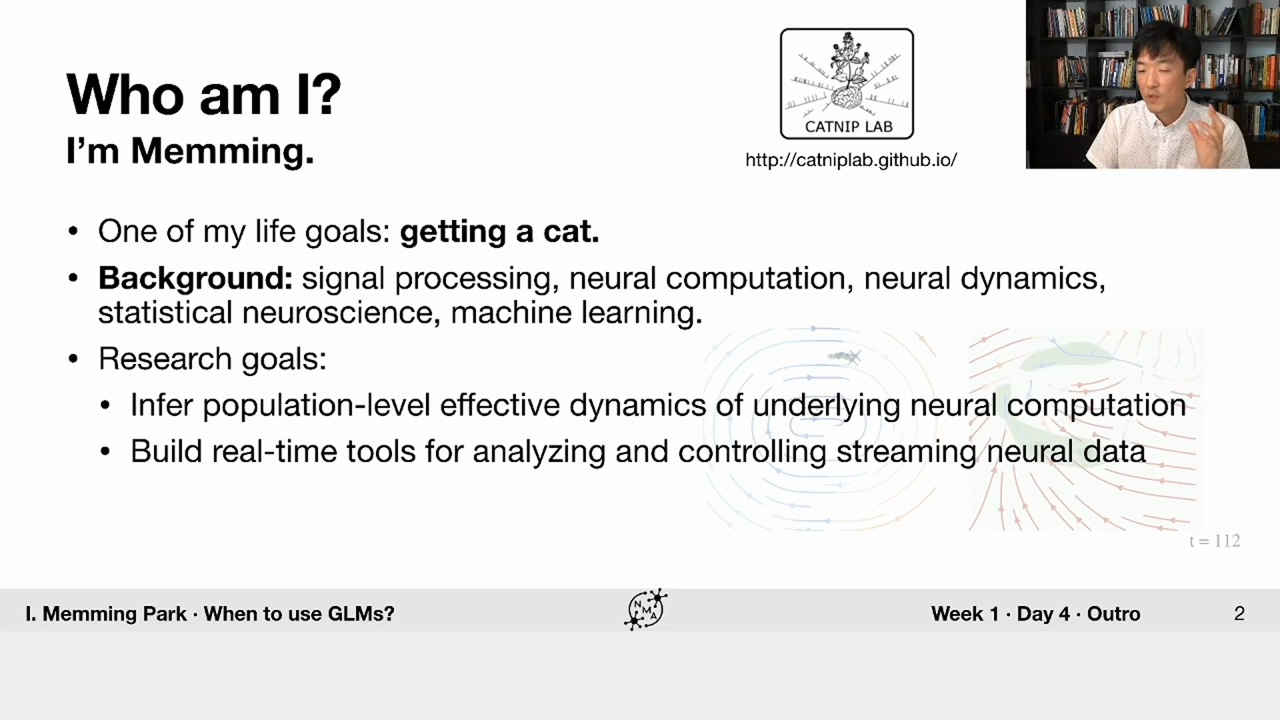 Who am I?
I'm Memming.
CATNIP LAB
http://catniplab.github.io/
• One of my life goals: getting a cat.
• Background: signal processing, neural computation, neural dynamics,
statistical neuroscience, machine learning.
• Research goals:
• Infer population-level effective dynamics of underlying neural computation
• Build real-time tools for analyzing and controlling streaming neural data
t = 112
I. Memming Park · When to use GLMs?
NMA
Week 1 · Day 4 · Outro
2